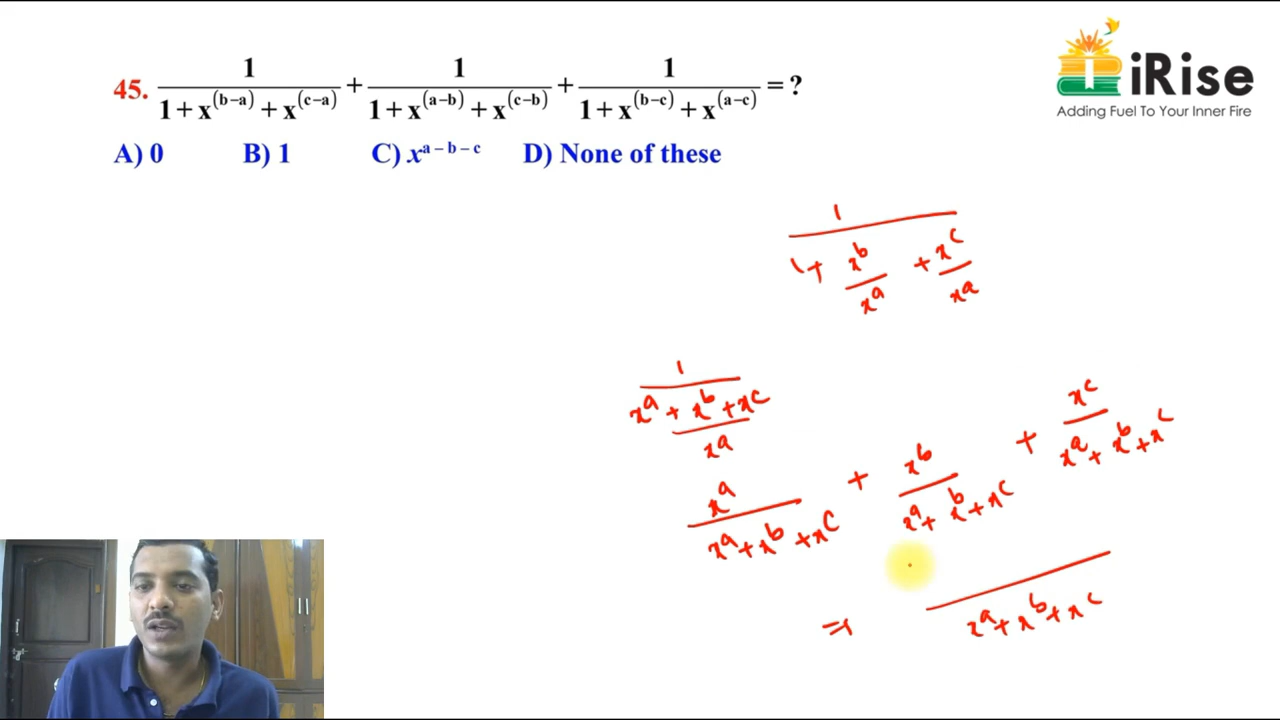 45. 1/(1 + x^(b−a) + x^(c−a)) + 1/(1 + x^(a−b) + x^(c−b)) + 1/(1 + x^(b−c) + x^(a−c)) = ?
A) 0 B) 1 C) x^(a−b−c) D) None of these
iRise
Adding Fuel To Your Inner Fire
1/(1 + x^b/x^a + x^c/x^a)
1/((x^a + x^b + x^c)/x^a)
x^a/(x^a + x^b + x^c) + x^b/(x^a + x^b + x^c) + x^c/(x^a + x^b + x^c)
⇒ /(x^a + x^b + x^c)